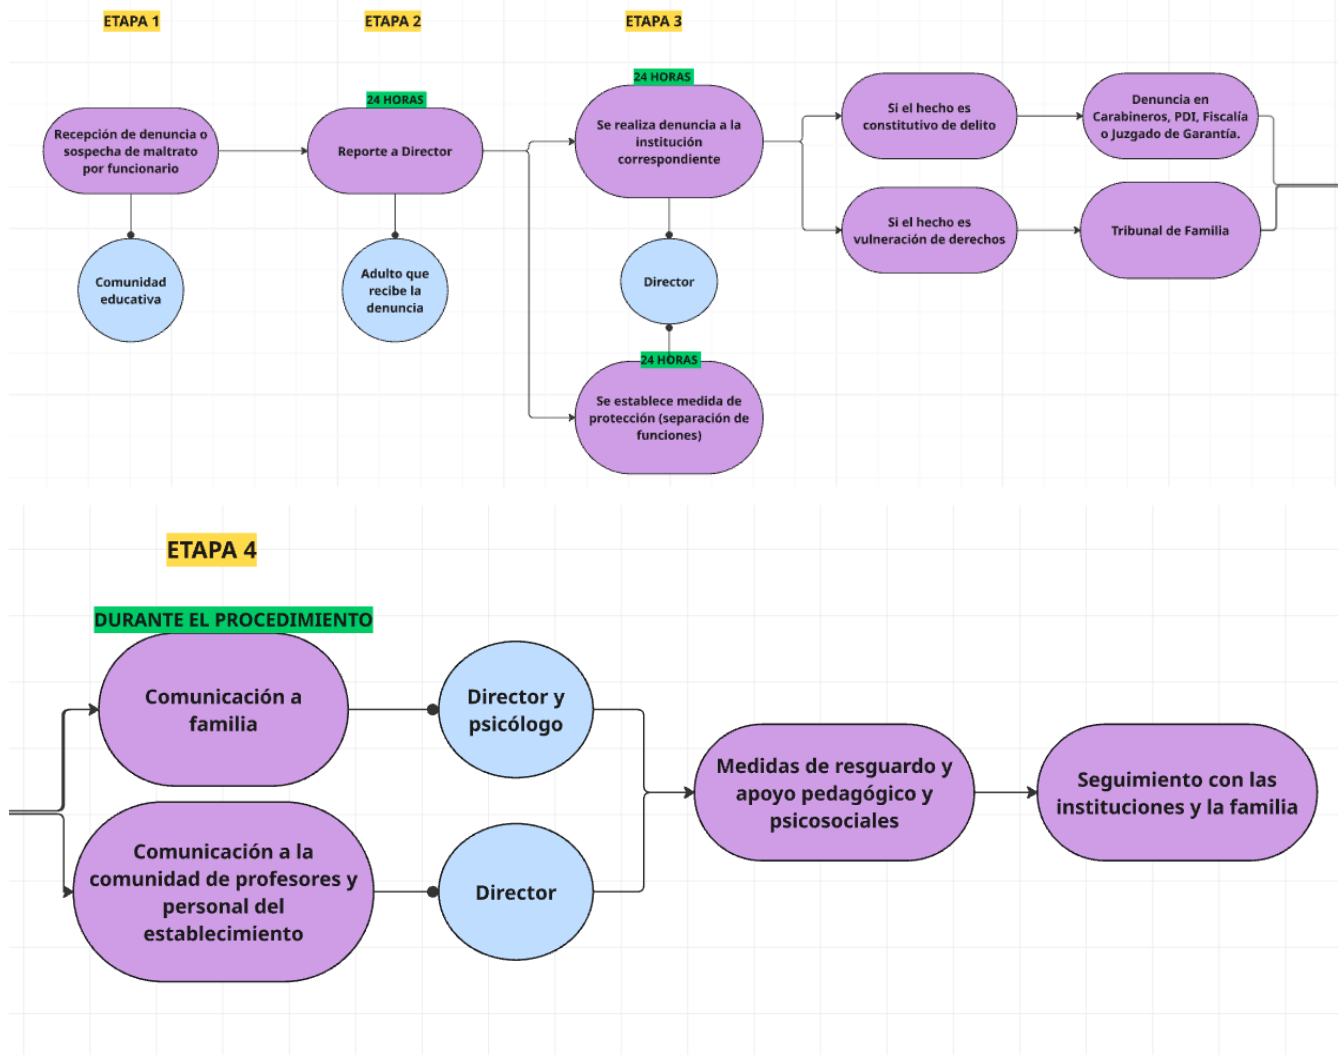 ETAPA 1
ETAPA 2
ETAPA 3
24 HORAS
24 HORAS
Recepción de denuncia o
sospecha de maltrato
por funcionario
Reporte a Director
Se realiza denuncia a la
institución
correspondiente
Si el hecho es
constitutivo de delito
Denuncia en
Carabineros, PDI, Fiscalía
o Juzgado de Garantía.
Si el hecho es
vulneración de derechos
Tribunal de Familia
Comunidad
educativa
Adulto que
recibe la
denuncia
Director
24 HORAS
Se establece medida de
protección (separación de
funciones)
ETAPA 4
DURANTE EL PROCEDIMIENTO
Comunicación a
familia
Director y
psicólogo
Comunicación a la
comunidad de profesores y
personal del
establecimiento
Director
Medidas de resguardo y
apoyo pedagógico y
psicosociales
Seguimiento con las
instituciones y la familia